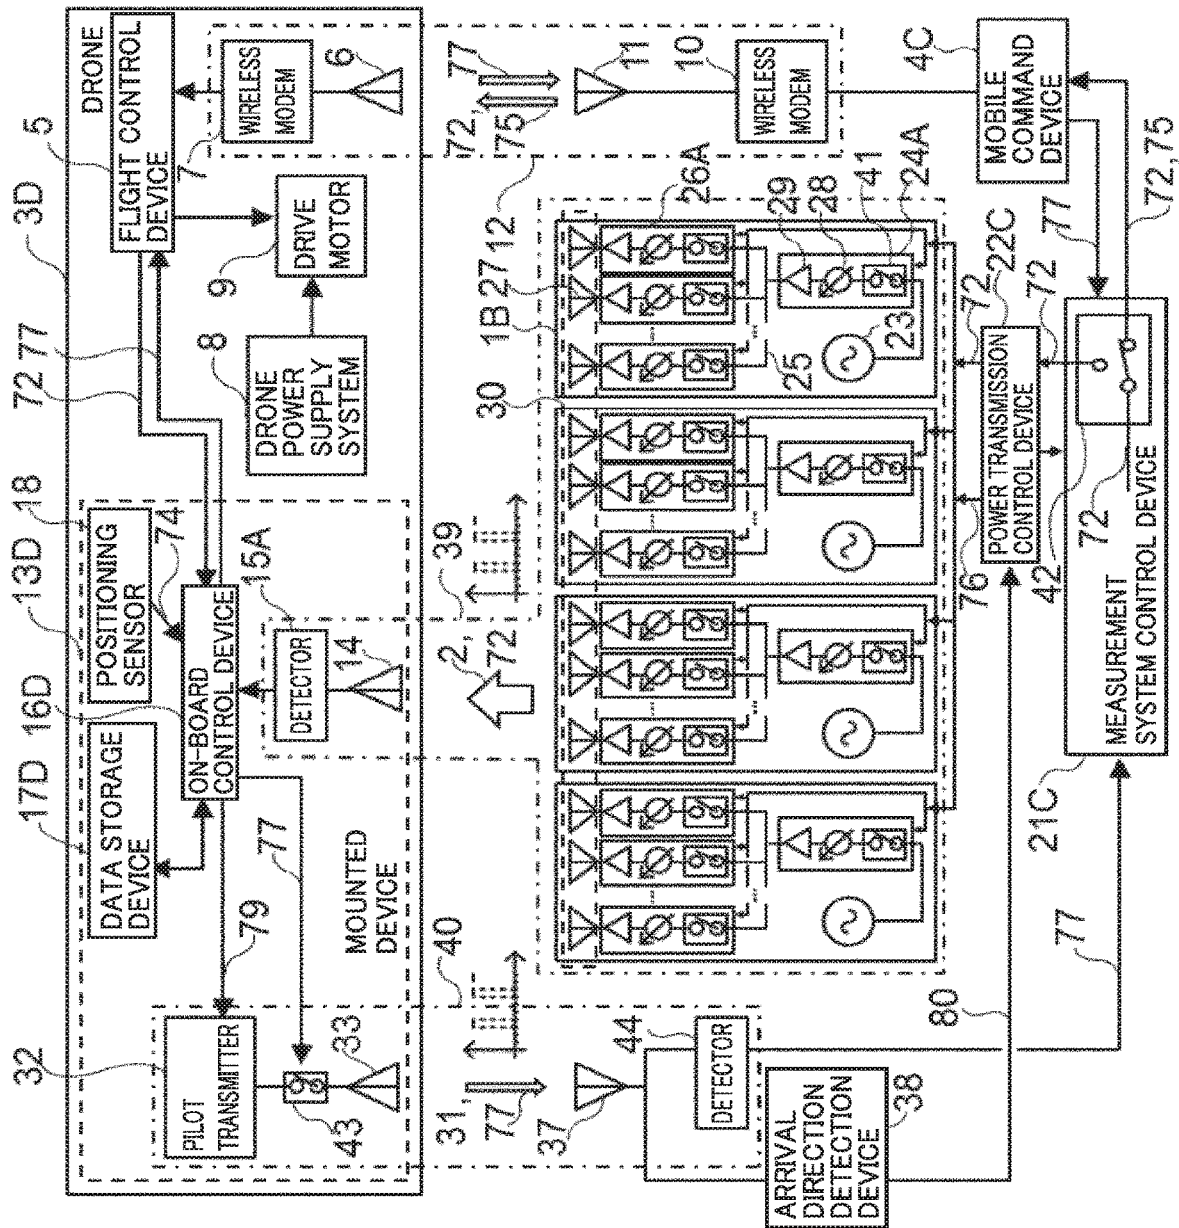 DRONE
3D
5
FLIGHT CONTROL
DEVICE
7
WIRELESS
MODEM
6
72,
75
77
11
10
WIRELESS
MODEM
12
4C
MOBILE
COMMAND
DEVICE
72
77
9
DRIVE
MOTOR
8
DRONE
POWER
SUPPLY
SYSTEM
13D
18
POSITIONING
SENSOR
74
16D
ON-BOARD
CONTROL DEVICE
15A
DETECTOR
14
17D
DATA STORAGE
DEVICE
77
79
MOUNTED
DEVICE
32
PILOT
TRANSMITTER
43
33
31,
77
37
40
44
DETECTOR
ARRIVAL
DIRECTION
DETECTION
DEVICE
38
80
77
2,
72
39
30
1B
27
12
26A
29
28
41
24A
23
25
76
72
22C
POWER TRANSMISSION
CONTROL DEVICE
72
77
72,75
42
72
MEASUREMENT
SYSTEM CONTROL DEVICE
21C